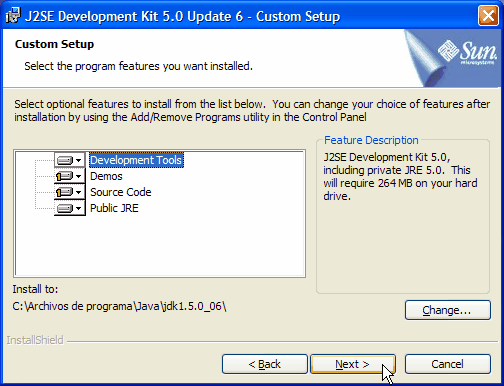 J2SE Development Kit 5.0 Update 6 - Custom Setup
Custom Setup
Select the program features you want installed.
Sun
microsystems
Select optional features to install from the list below. You can change your choice of features after
installation by using the Add/Remove Programs utility in the Control Panel
Development Tools
Demos
Source Code
Public JRE
Feature Description
J2SE Development Kit 5.0,
including private JRE 5.0. This
will require 264 MB on your hard
drive.
Install to:
C:\Archivos de programa\Java\jdk1.5.0_06\
Change...
InstallShield
< Back
Next >
Cancel